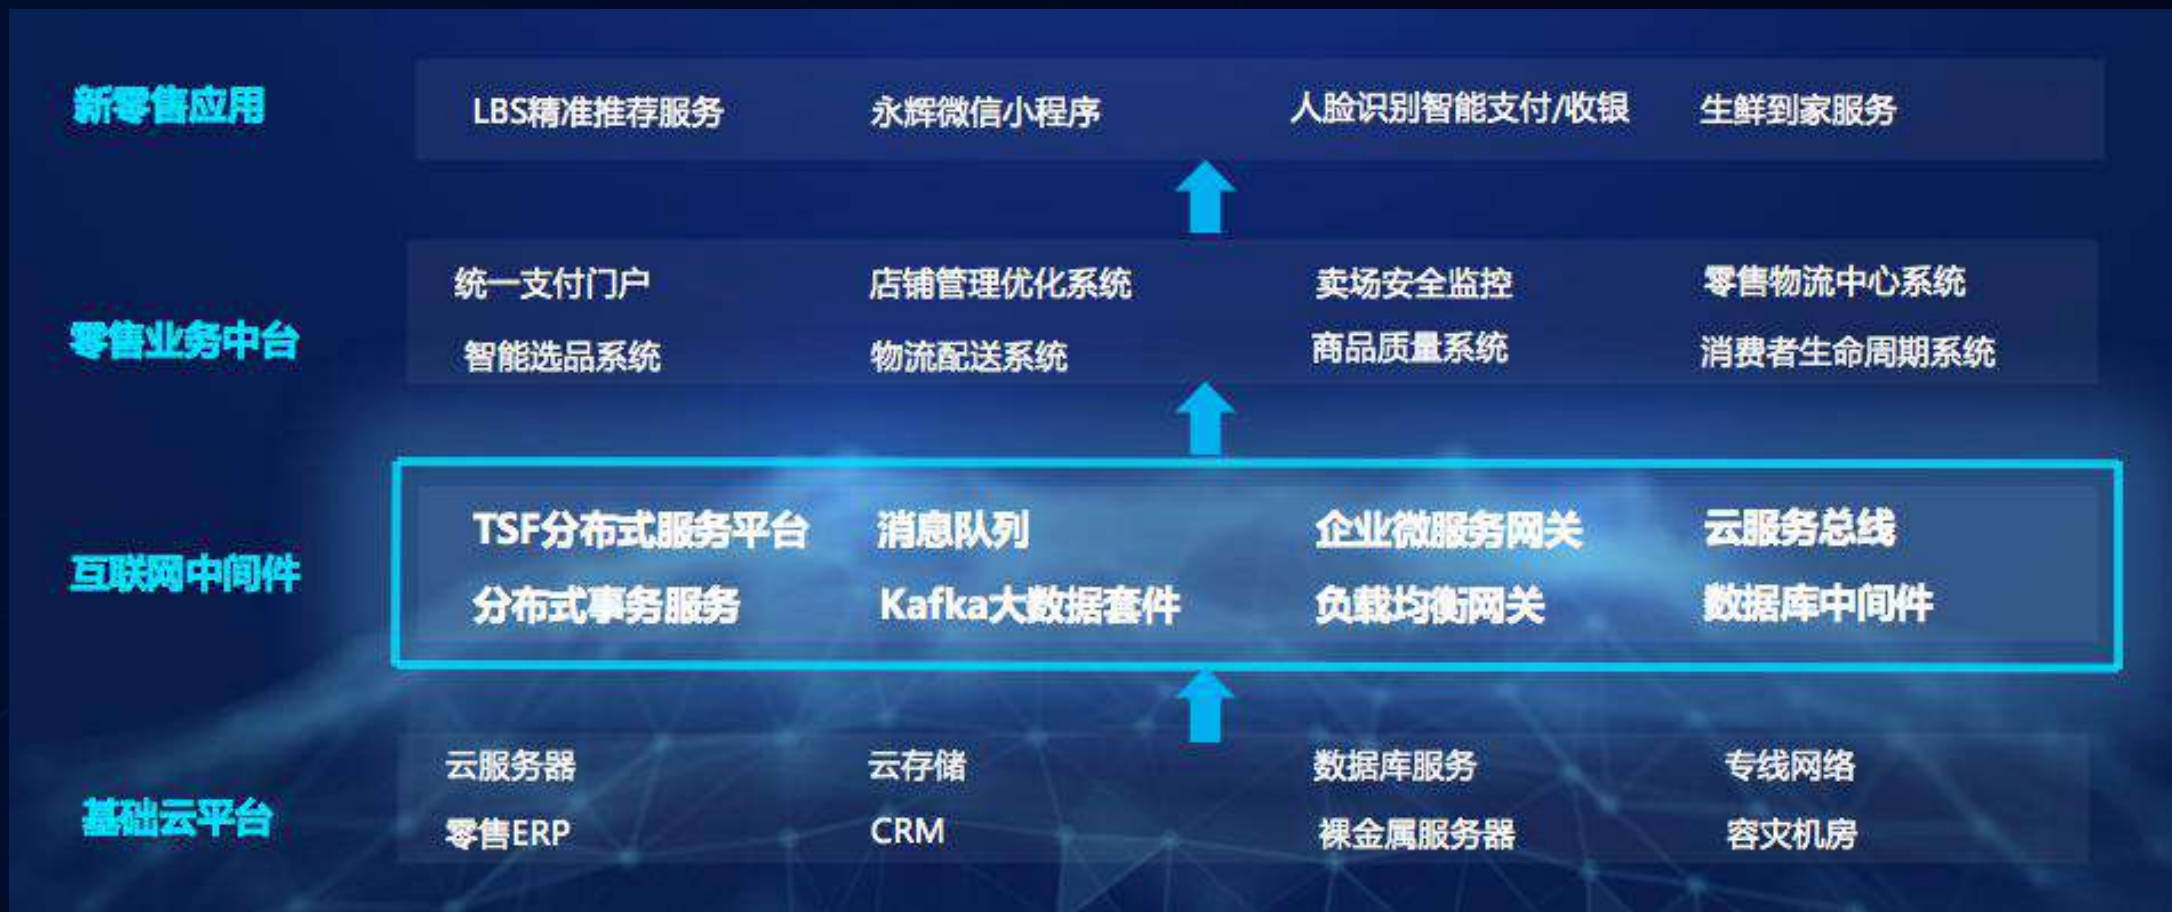 新零售应用
LBS精准推荐服务 永辉微信小程序 人脸识别智能支付/收银 生鲜到家服务
零售业务中台
统一支付门户 店铺管理优化系统 卖场安全监控 零售物流中心系统
智能选品系统 物流配送系统 商品质量系统 消费者生命周期系统
互联网中间件
TSF分布式服务平台 消息队列 企业微服务网关 云服务总线
分布式事务服务 Kafka大数据套件 负载均衡网关 数据库中间件
基础云平台
云服务器 云存储 数据库服务 专线网络
零售ERP CRM 裸金属服务器 容灾机房